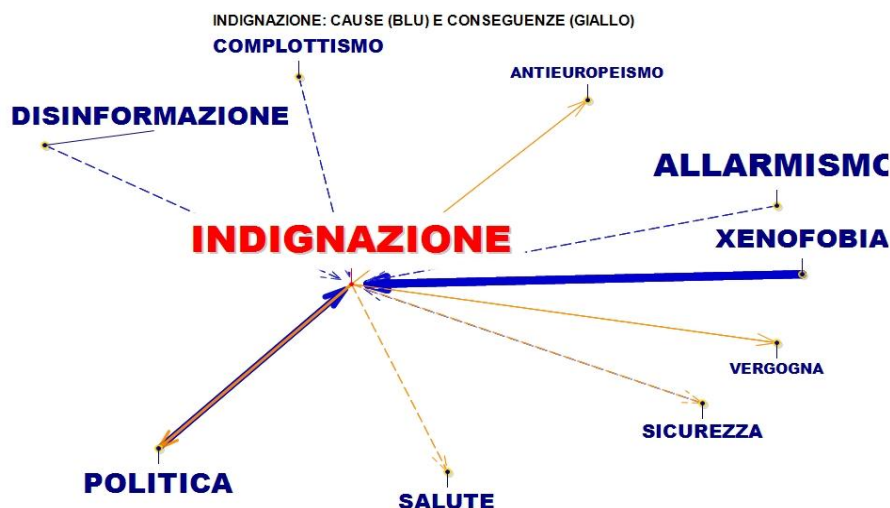 INDIGNAZIONE: CAUSE (BLU) E CONSEGUENZE (GIALLO)
COMPLOTTISMO
ANTIEUROPEISMO
DISINFORMAZIONE
ALLARMISMO
INDIGNAZIONE
XENOFOBIA
VERGOGNA
SICUREZZA
POLITICA
SALUTE